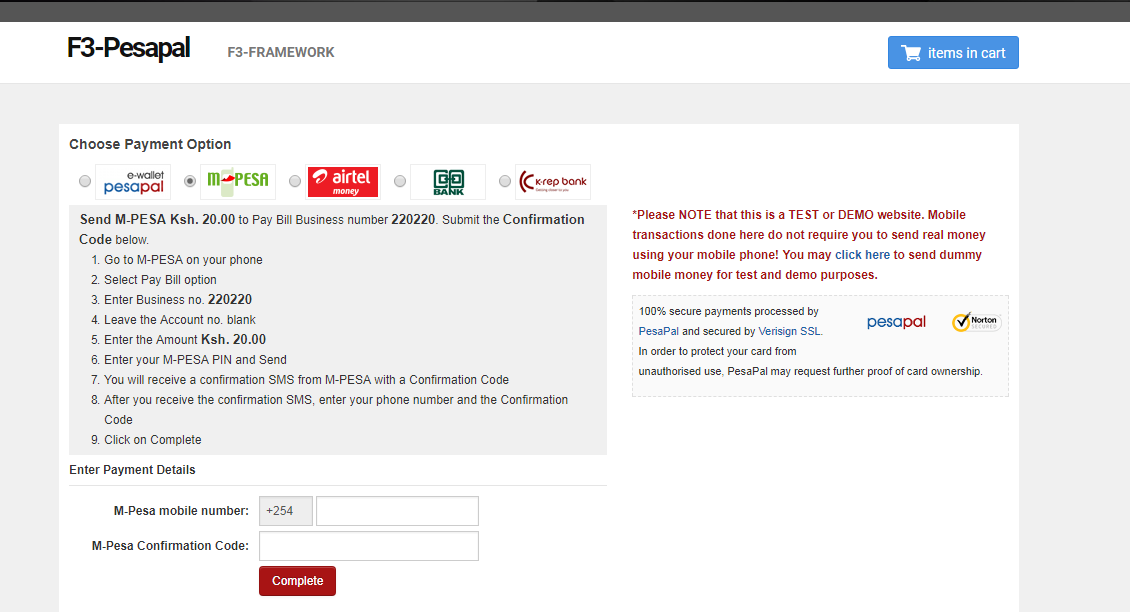 F3-Pesapal
F3-FRAMEWORK
items in cart
Choose Payment Option
e-wallet
pesapal
M-PESA
airtel
money
BANK
K-rep bank
Send M-PESA Ksh. 20.00 to Pay Bill Business number 220220. Submit the Confirmation
Code below.
1. Go to M-PESA on your phone
2. Select Pay Bill option
3. Enter Business no. 220220
4. Leave the Account no. blank
5. Enter the Amount Ksh. 20.00
6. Enter your M-PESA PIN and Send
7. You will receive a confirmation SMS from M-PESA with a Confirmation Code
8. After you receive the confirmation SMS, enter your phone number and the Confirmation
Code
9. Click on Complete
Enter Payment Details
M-Pesa mobile number:
+254
M-Pesa Confirmation Code:
Complete
*Please NOTE that this is a TEST or DEMO website. Mobile
transactions done here do not require you to send real money
using your mobile phone! You may click here to send dummy
mobile money for test and demo purposes.
100% secure payments processed by
PesaPal and secured by Verisign SSL.
In order to protect your card from
unauthorised use, PesaPal may request further proof of card ownership.
pesapal
Norton
SECURED